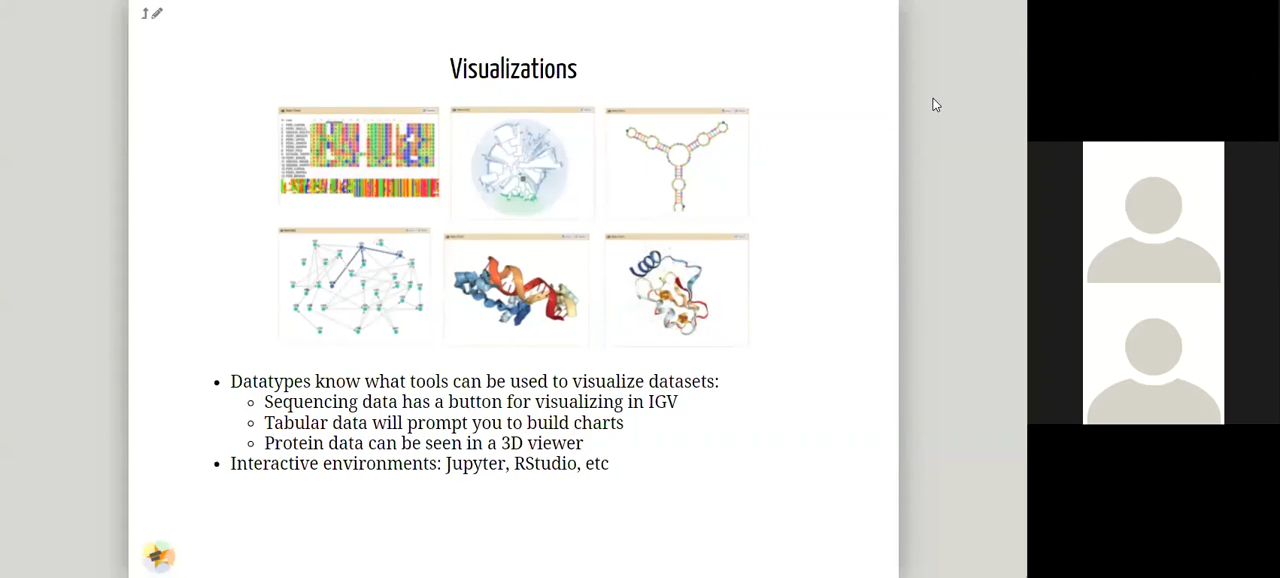 Visualizations
Datatypes know what tools can be used to visualize datasets:
Sequencing data has a button for visualizing in IGV
Tabular data will prompt you to build charts
Protein data can be seen in a 3D viewer
Interactive environments: Jupyter, RStudio, etc